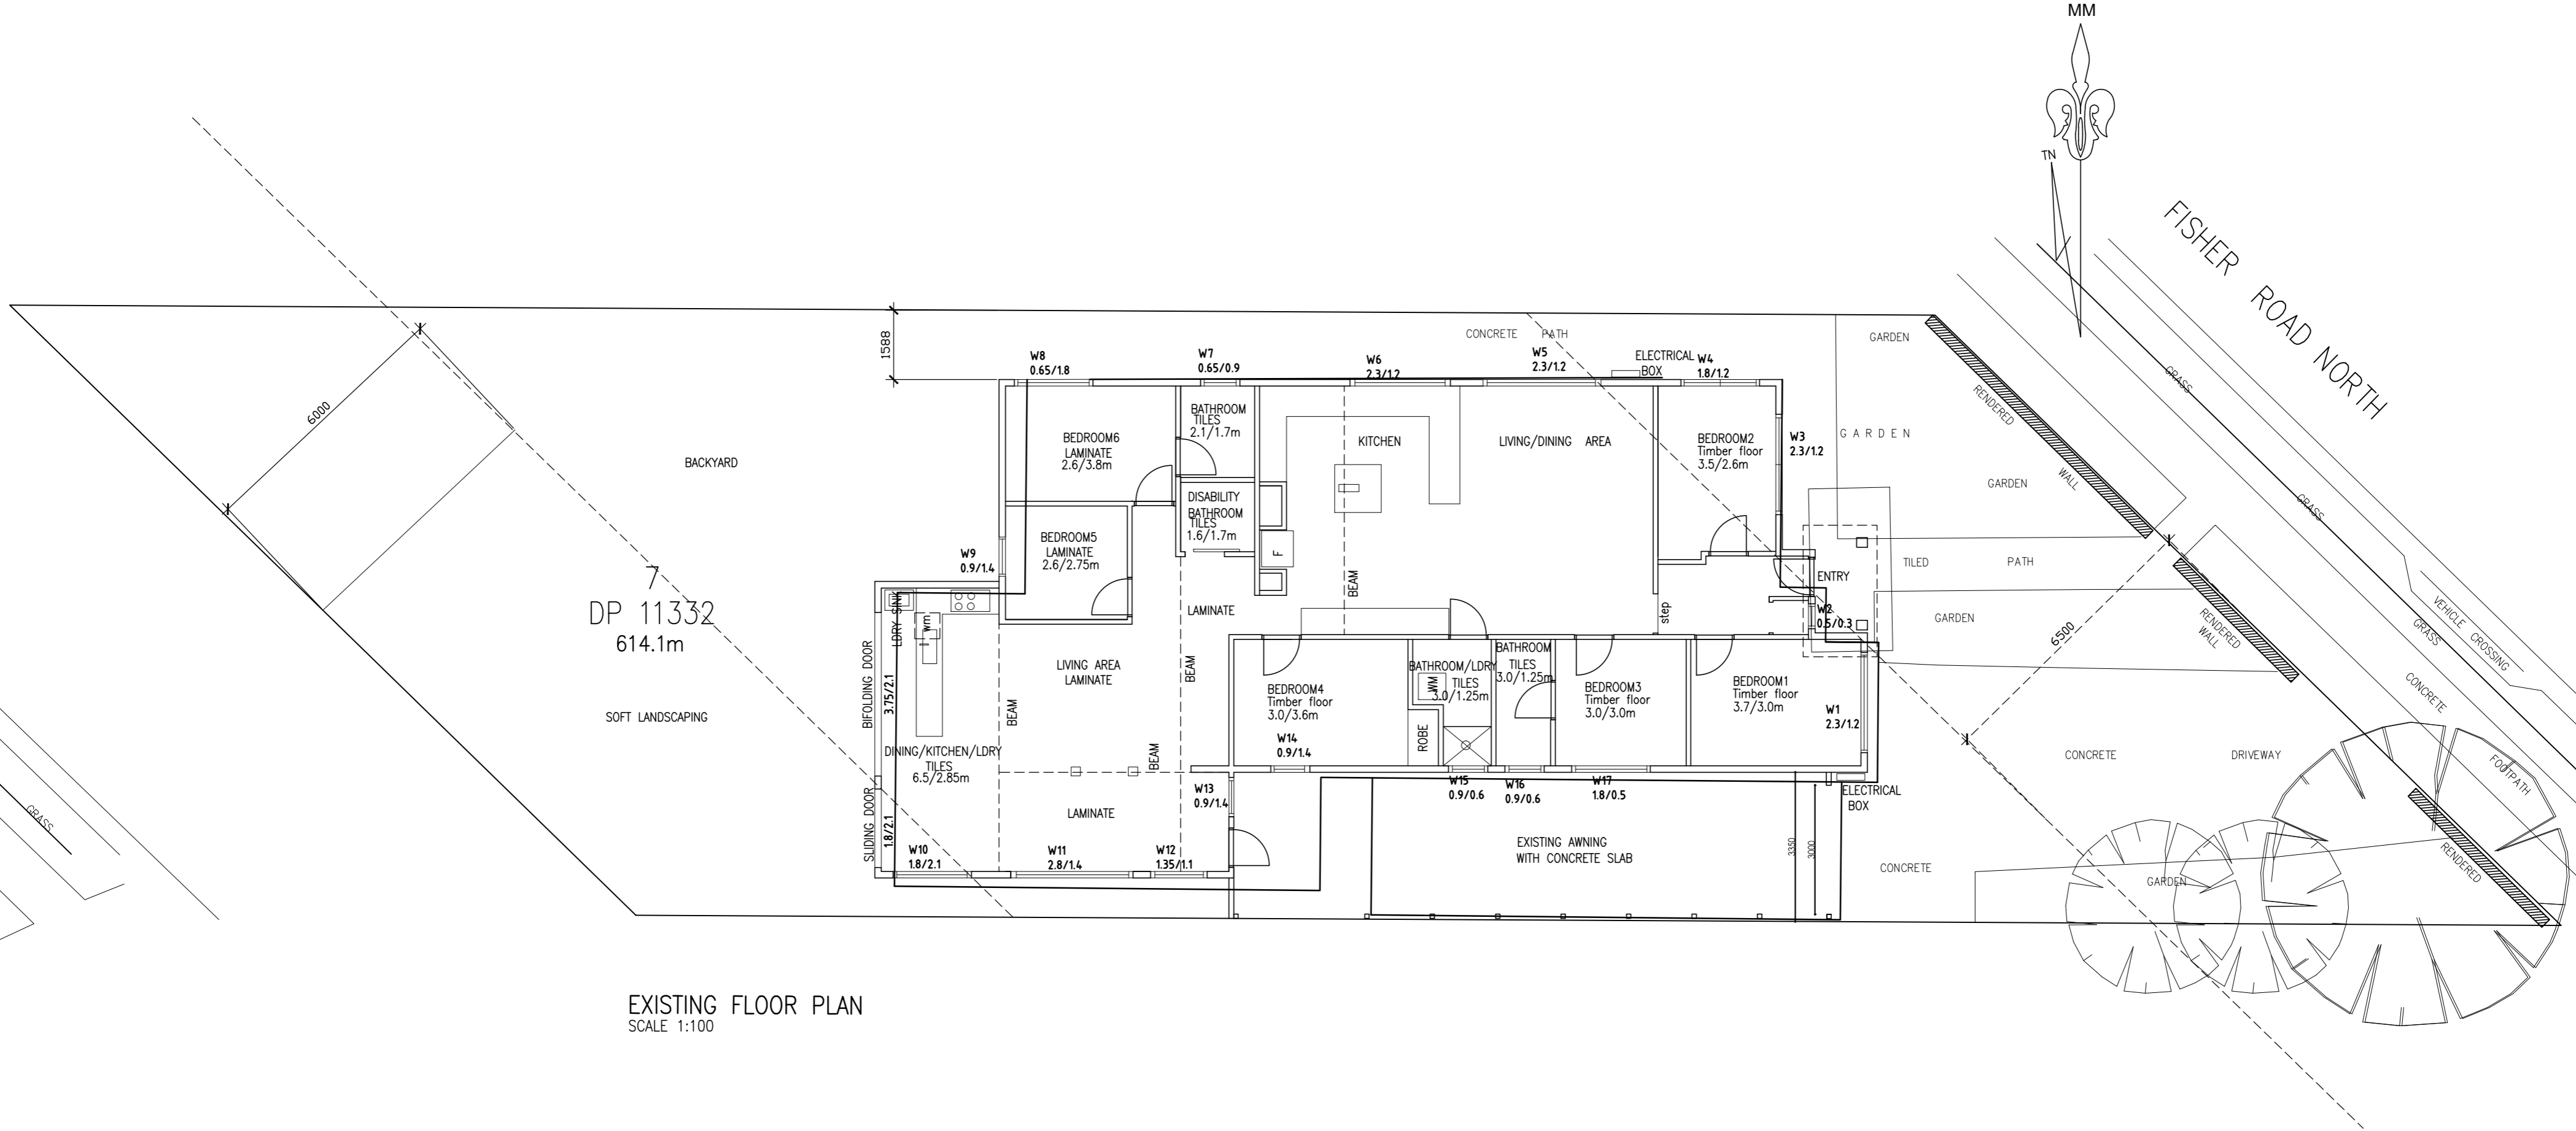 MM
TN
FISHER ROAD NORTH
GRASS
RENDERED
WALL
GRASS
VEHICLE CROSSING
GRASS
CONCRETE
FOOTPATH
RENDERED
WALL
RENDERED
1588
6000
6500
CONCRETE PATH
GARDEN
GARDEN
GARDEN
TILED PATH
GARDEN
CONCRETE DRIVEWAY
CONCRETE
GARDEN
W8
0.65/1.8
W7
0.65/0.9
W6
2.3/1.2
W5
2.3/1.2
ELECTRICAL
BOX
W4
1.8/1.2
W3
2.3/1.2
BATHROOM
TILES
2.1/1.7m
BEDROOM6
LAMINATE
2.6/3.8m
KITCHEN
LIVING/DINING AREA
BEDROOM2
Timber floor
3.5/2.6m
BACKYARD
DISABILITY
BATHROOM
TILES
1.6/1.7m
BEDROOM5
LAMINATE
2.6/2.75m
F
W9
0.9/1.4
BEAM
ENTRY
W2
0.5/0.3
step
LAMINATE
7
DP 11332
614.1m
LDRY SINK
wm
BIFOLDING DOOR
3.75/2.1
LIVING AREA
LAMINATE
BEAM
BEAM
BEAM
SOFT LANDSCAPING
BEDROOM4
Timber floor
3.0/3.6m
BATHROOM/LDRY
TILES
3.0/1.25m
WM
ROBE
BATHROOM
TILES
3.0/1.25m
BEDROOM3
Timber floor
3.0/3.0m
BEDROOM1
Timber floor
3.7/3.0m
W1
2.3/1.2
W14
0.9/1.4
DINING/KITCHEN/LDRY
TILES
6.5/2.85m
W13
0.9/1.4
W15
0.9/0.6
W16
0.9/0.6
W17
1.8/0.5
ELECTRICAL
BOX
SLIDING DOOR
1.8/2.1
LAMINATE
W10
1.8/2.1
W11
2.8/1.4
W12
1.35/1.1
EXISTING AWNING
WITH CONCRETE SLAB
3350
3000
GRASS
EXISTING FLOOR PLAN
SCALE 1:100